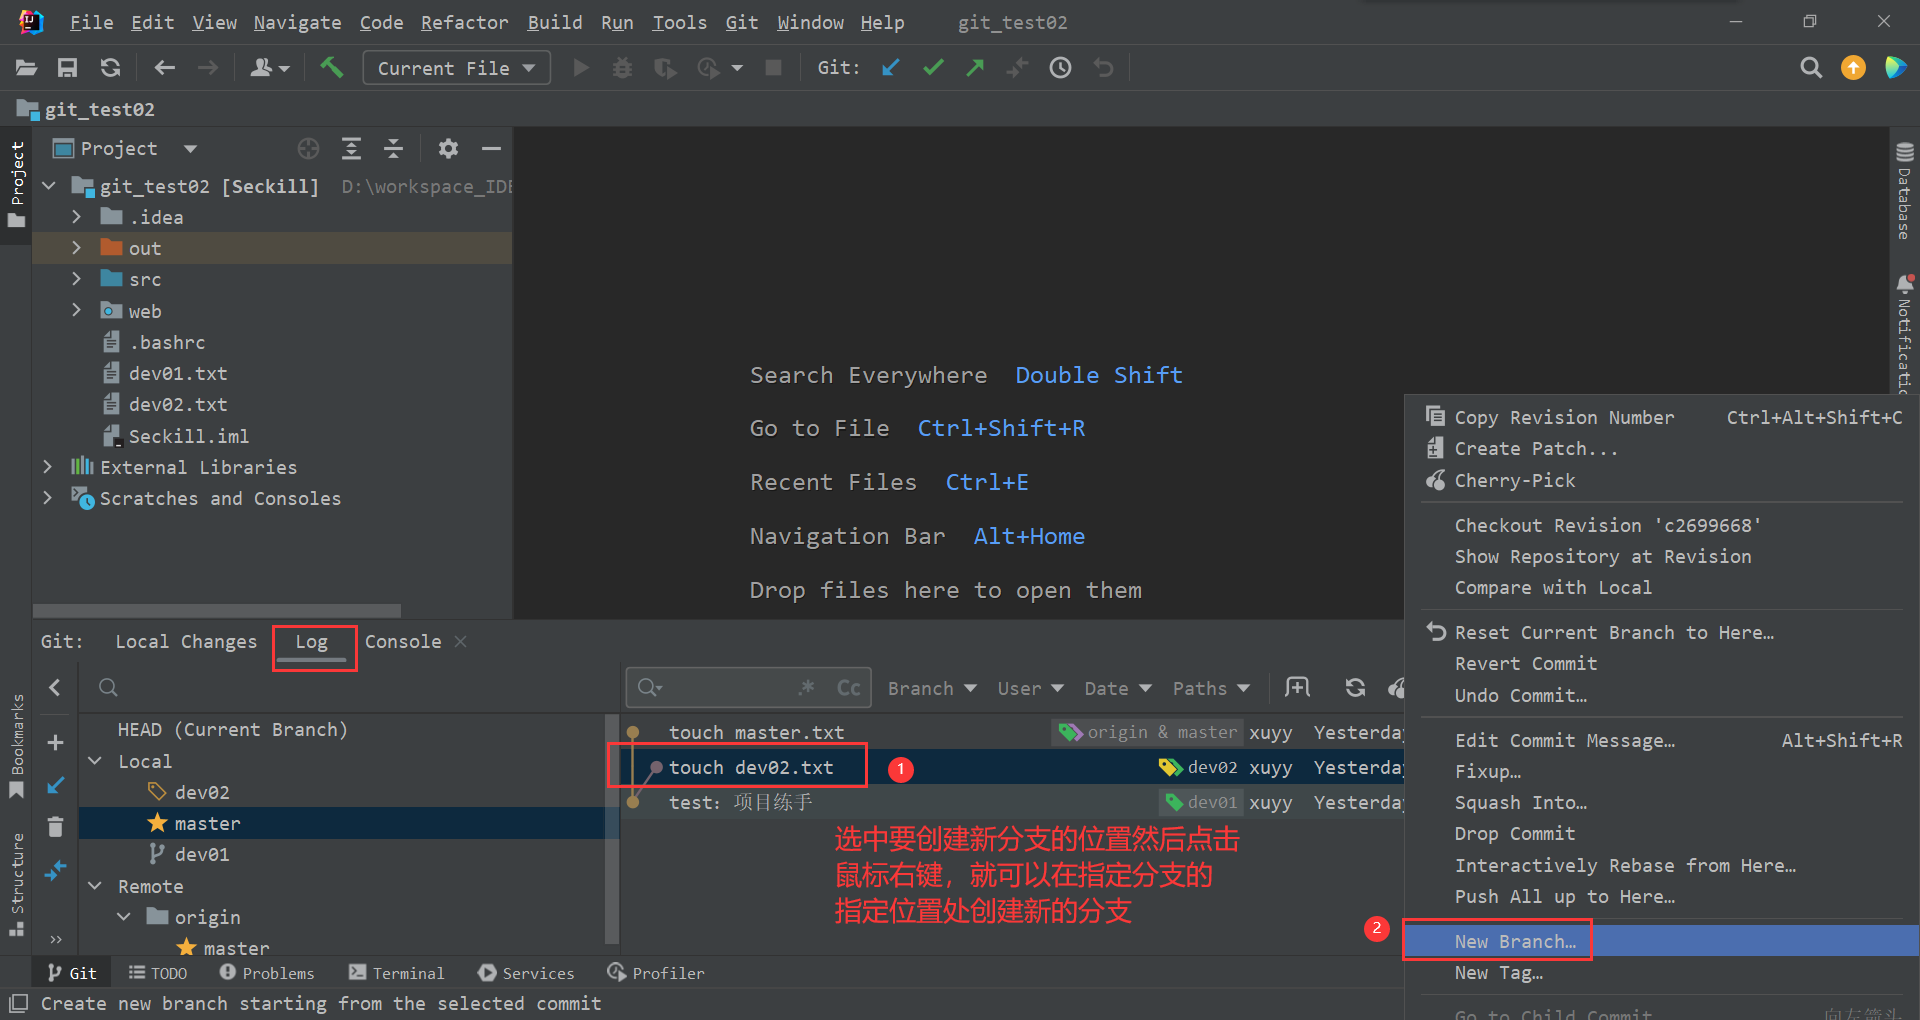 File Edit View Navigate Code Refactor Build Run Tools Git Window Help git_test02
Current File Git:
git_test02
Project
Project
git_test02 [Seckill] D:\workspace_IDE
.idea
out
src
web
.bashrc
dev01.txt
dev02.txt
Seckill.iml
External Libraries
Scratches and Consoles
Search Everywhere Double Shift
Go to File Ctrl+Shift+R
Recent Files Ctrl+E
Navigation Bar Alt+Home
Drop files here to open them
Database
Notificatic
Copy Revision Number Ctrl+Alt+Shift+C
Create Patch...
Cherry-Pick
Checkout Revision 'c2699668'
Show Repository at Revision
Compare with Local
Reset Current Branch to Here…
Revert Commit
Undo Commit…
Edit Commit Message… Alt+Shift+R
Fixup…
Squash Into…
Drop Commit
Interactively Rebase from Here…
Push All up to Here…
2
New Branch…
New Tag…
Go to Child Commit 向左箭头
Git: Local Changes Log Console
.* Cc Branch User Date Paths
HEAD (Current Branch)
Local
dev02
master
dev01
Remote
origin
master
touch master.txt origin & master xuyy Yesterday
touch dev02.txt 1 dev02 xuyy Yesterday
test: 项目练手 dev01 xuyy Yesterday
选中要创建新分支的位置然后点击
鼠标右键，就可以在指定分支的
指定位置处创建新的分支
Bookmarks
Structure
Git TODO Problems Terminal Services Profiler
Create new branch starting from the selected commit